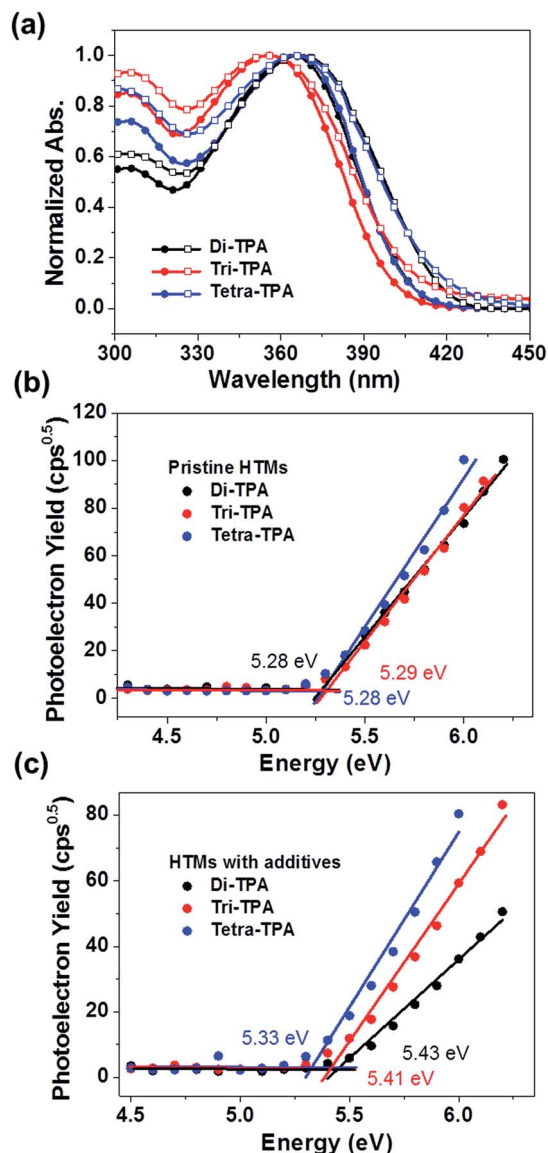 (a)
Normalized Abs.
1.0
0.8
0.6
0.4
0.2
0.0
Di-TPA
Tri-TPA
Tetra-TPA
300 330 360 390 420 450
Wavelength (nm)
(b)
Photoelectron Yield (cps^0.5)
120
100
80
60
40
20
0
Pristine HTMs
Di-TPA
Tri-TPA
Tetra-TPA
5.28 eV
5.29 eV
5.28 eV
4.5 5.0 5.5 6.0
Energy (eV)
(c)
Photoelectron Yield (cps^0.5)
80
60
40
20
0
HTMs with additives
Di-TPA
Tri-TPA
Tetra-TPA
5.33 eV
5.43 eV
5.41 eV
4.5 5.0 5.5 6.0
Energy (eV)